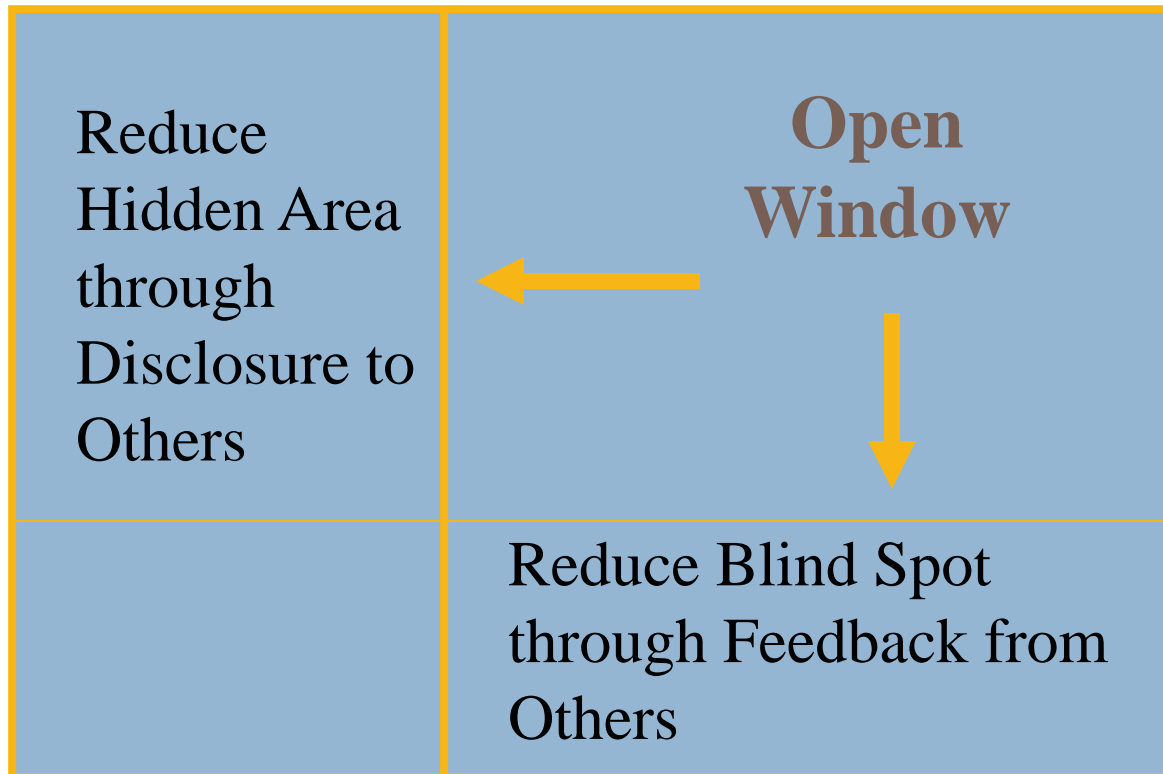 Reduce
Hidden Area
through
Disclosure to
Others
Open
Window
Reduce Blind Spot
through Feedback from
Others